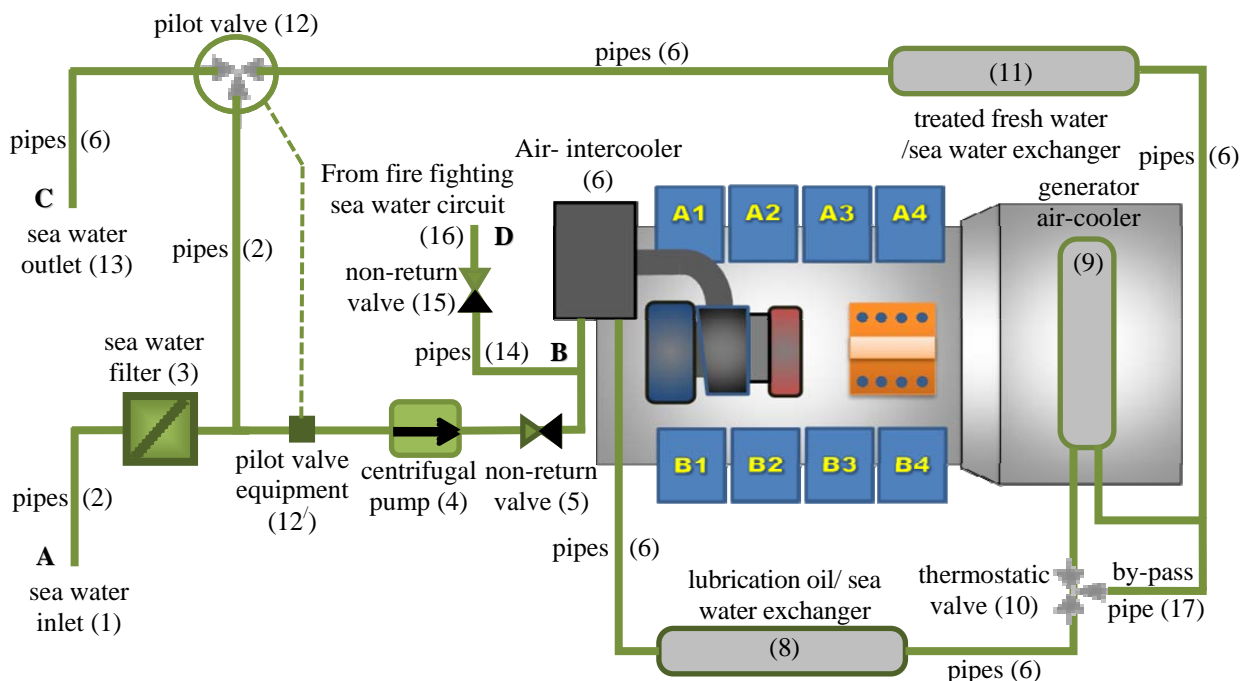 pilot valve (12)
pipes (6)
(11)
treated fresh water
/sea water exchanger
pipes (6)
pipes (6)
C
sea water
outlet (13)
pipes (2)
From fire fighting
sea water circuit
(16)
D
non-return
valve (15)
pipes (14)
B
Air- intercooler
(6)
A1
A2
A3
A4
generator
air-cooler
(9)
sea water
filter (3)
pipes (2)
A
sea water
inlet (1)
pilot valve
equipment
(12/)
centrifugal
pump (4)
non-return
valve (5)
B1
B2
B3
B4
pipes (6)
lubrication oil/ sea
water exchanger
(8)
pipes (6)
thermostatic
valve (10)
by-pass
pipe (17)